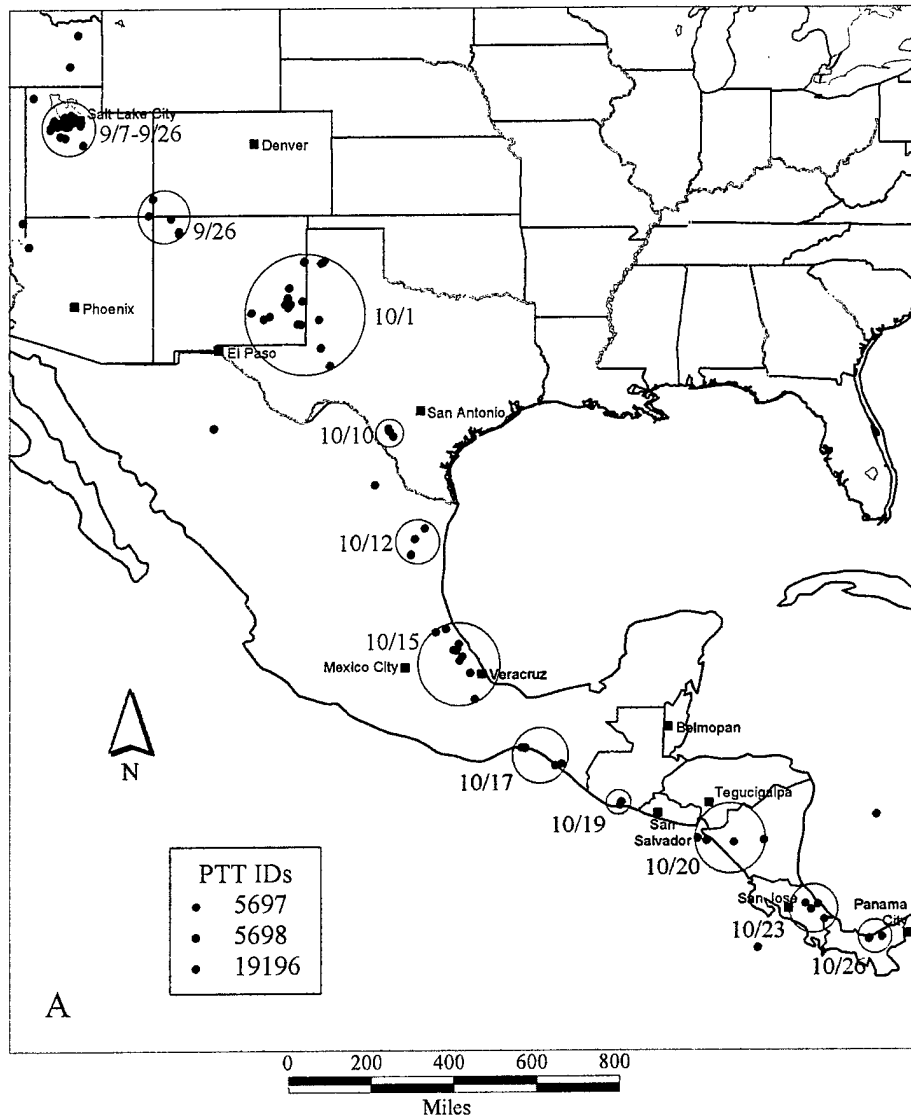 Salt Lake City
9/7-9/26
Denver
9/26
Phoenix
10/1
El Paso
San Antonio
10/10
10/12
10/15
Mexico City
Veracruz
N
Belmopan
10/17
Tegucigalpa
10/19
San
Salvador
10/20
PTT IDs
5697
5698
19196
San Jose
Panama
City
10/23
10/26
A
0 200 400 600 800
Miles